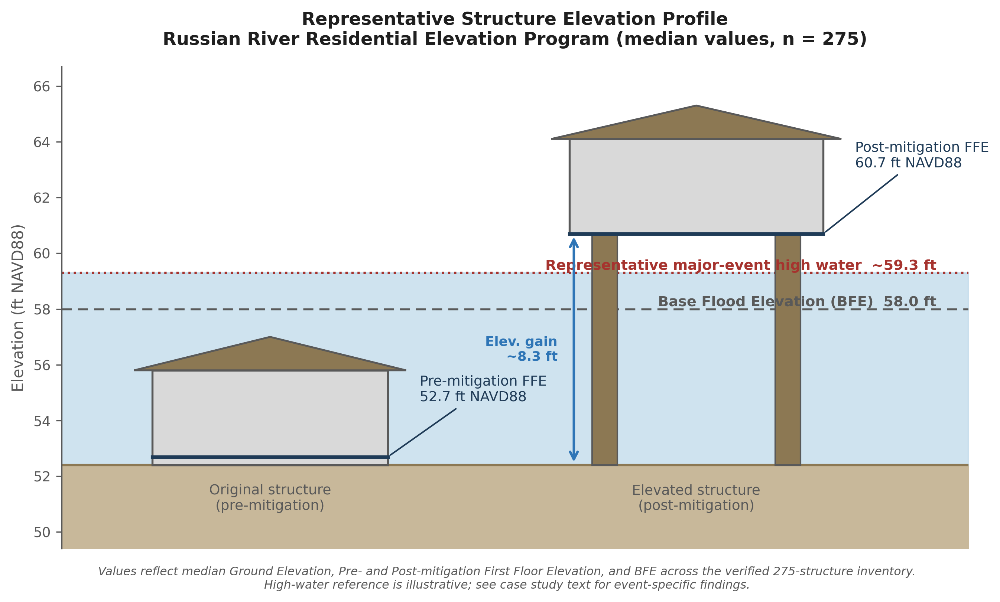 Representative Structure Elevation Profile
Russian River Residential Elevation Program (median values, n = 275)
Elevation (ft NAVD88)
66
64
62
60
58
56
54
52
50
Post-mitigation FFE
60.7 ft NAVD88
Representative major-event high water  ~59.3 ft
Base Flood Elevation (BFE)  58.0 ft
Elev. gain
~8.3 ft
Pre-mitigation FFE
52.7 ft NAVD88
Original structure
(pre-mitigation)
Elevated structure
(post-mitigation)
Values reflect median Ground Elevation, Pre- and Post-mitigation First Floor Elevation, and BFE across the verified 275-structure inventory.
High-water reference is illustrative; see case study text for event-specific findings.